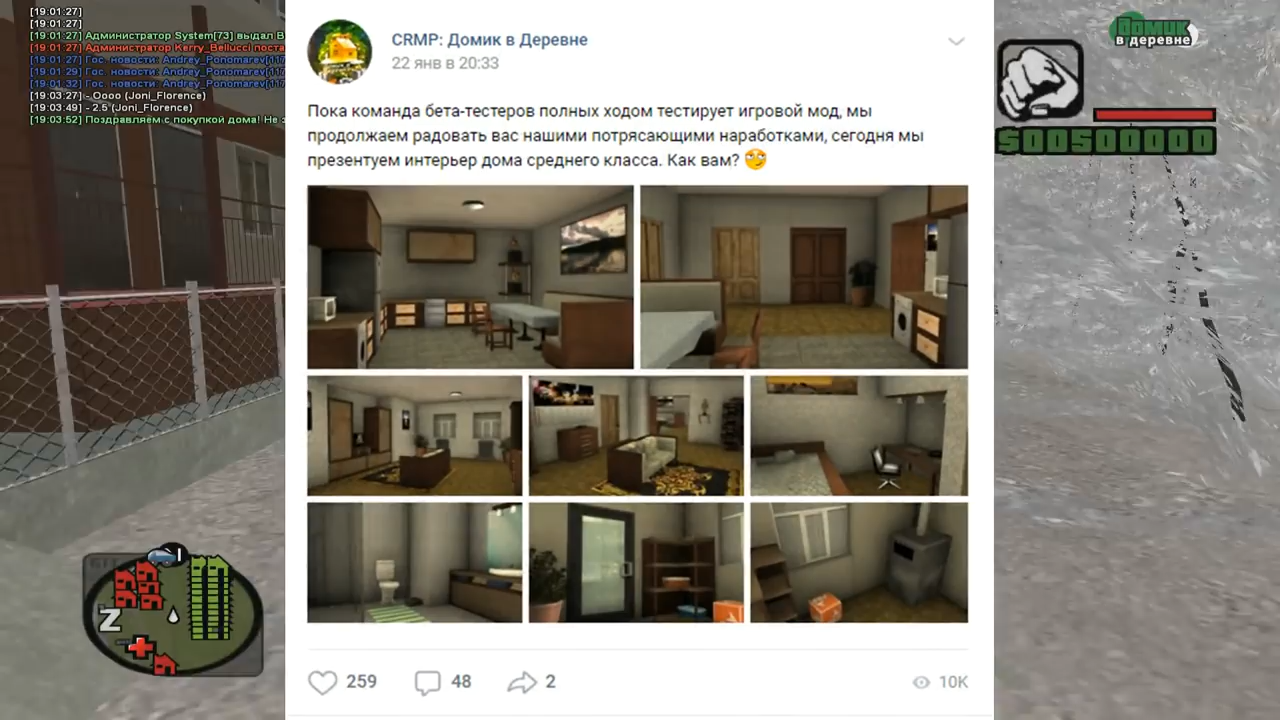 [19:01:27]
[19:01:27]
[19:01:27] Администратор System[73] выдал В
[19:01:27] Администратор Kerry_Bellucci поста
[19:01:27] Гос. новости: Andrey_Ponomarev[117
[19:01:29] Гос. новости: Andrey_Ponomarev[117
[19:01:32] Гос. новости: Andrey_Ponomarev[117
[19:03:27] - Оооо (Joni_Florence)
[19:03:49] - 2.5 (Joni_Florence)
[19:03:52] Поздравляем с покупкой дома! Не з
CRMP: Домик в Деревне
22 янв в 20:33
Пока команда бета-тестеров полных ходом тестирует игровой мод, мы
продолжаем радовать вас нашими потрясающими наработками, сегодня мы
презентуем интерьер дома среднего класса. Как вам?
259
48
2
10K
Домик
в деревне
$00500000
Z